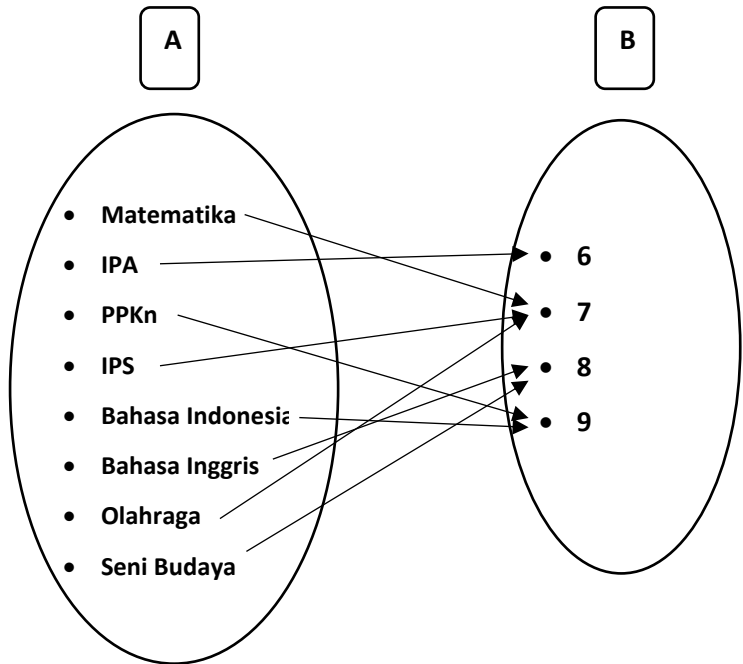 A
B
• Matematika
• IPA
• PPKn
• IPS
• Bahasa Indonesia
• Bahasa Inggris
• Olahraga
• Seni Budaya
• 6
• 7
• 8
• 9